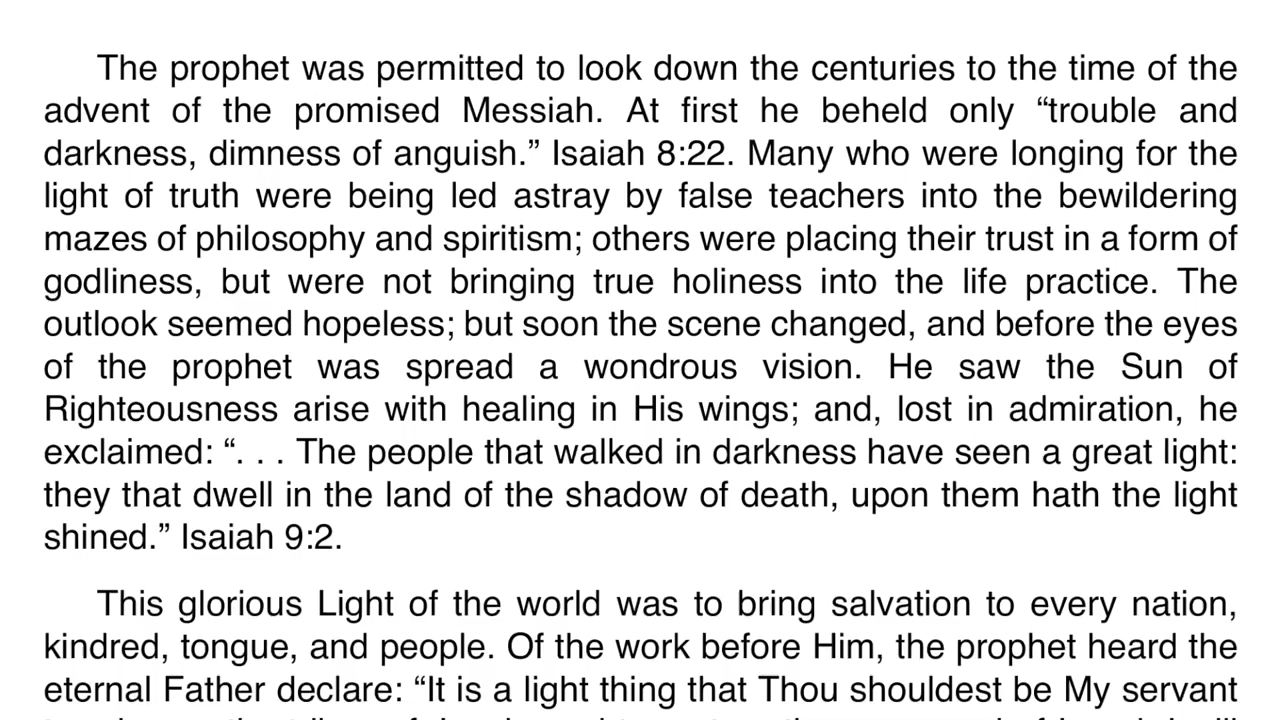 The prophet was permitted to look down the centuries to the time of the
advent of the promised Messiah. At first he beheld only “trouble and
darkness, dimness of anguish.” Isaiah 8:22. Many who were longing for the
light of truth were being led astray by false teachers into the bewildering
mazes of philosophy and spiritism; others were placing their trust in a form of
godliness, but were not bringing true holiness into the life practice. The
outlook seemed hopeless; but soon the scene changed, and before the eyes
of the prophet was spread a wondrous vision. He saw the Sun of
Righteousness arise with healing in His wings; and, lost in admiration, he
exclaimed: “. . . The people that walked in darkness have seen a great light:
they that dwell in the land of the shadow of death, upon them hath the light
shined.” Isaiah 9:2.
This glorious Light of the world was to bring salvation to every nation,
kindred, tongue, and people. Of the work before Him, the prophet heard the
eternal Father declare: “It is a light thing that Thou shouldest be My servant